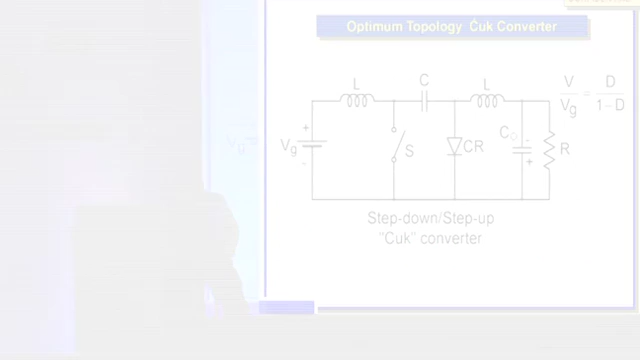 Optimum Topology Ćuk Converter
L
C
L
V
Vg
=
D
1–D
+
Vg
-
S
CR
Co
-
+
R
Step-down/Step-up
"Cuk" converter